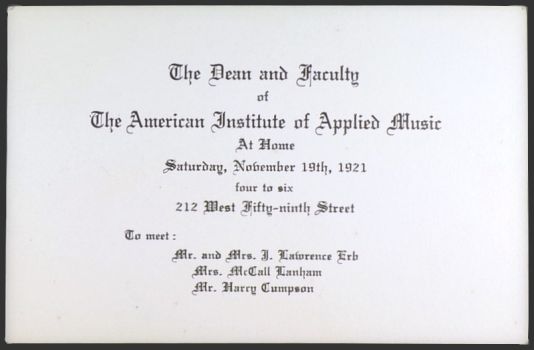 The Dean and Faculty
of
The American Institute of Applied Music
At Home
Saturday, November 19th, 1921
four to six
212 West Fifty-ninth Street
To meet :
Mr. and Mrs. J. Lawrence Erb
Mrs. McCall Lanham
Mr. Harry Cumpson